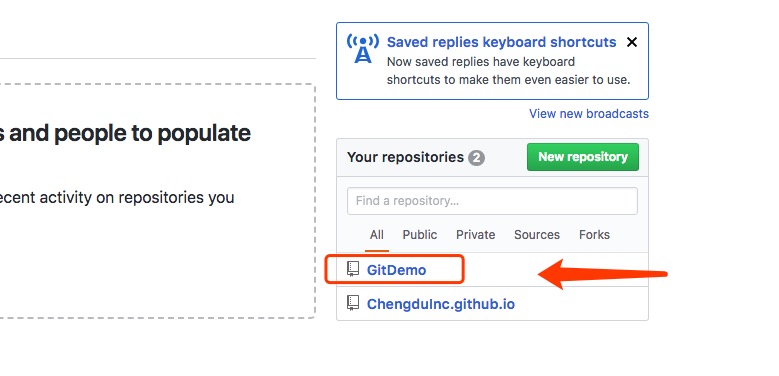 Saved replies keyboard shortcuts
Now saved replies have keyboard
shortcuts to make them even easier to use.
View new broadcasts
s and people to populate
ecent activity on repositories you
Your repositories 2
New repository
Find a repository...
All Public Private Sources Forks
GitDemo
ChengduInc.github.io